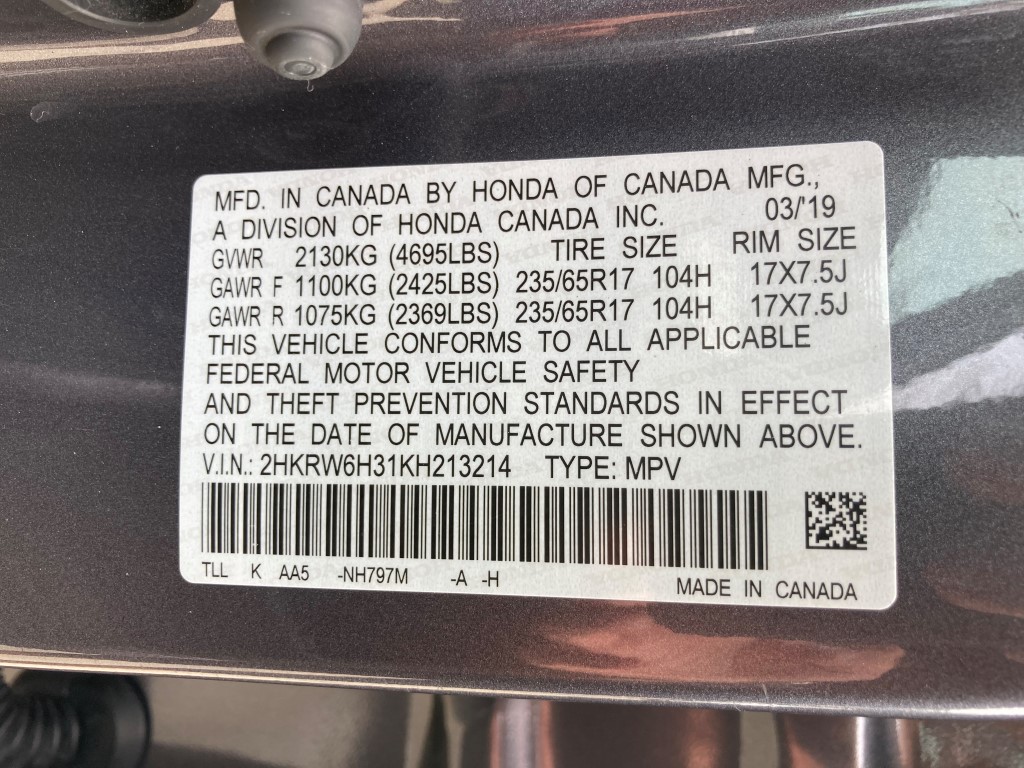 MFD. IN CANADA BY HONDA OF CANADA MFG.,
A DIVISION OF HONDA CANADA INC. 03/'19
GVWR 2130KG (4695LBS) TIRE SIZE RIM SIZE
GAWR F 1100KG (2425LBS) 235/65R17 104H 17X7.5J
GAWR R 1075KG (2369LBS) 235/65R17 104H 17X7.5J
THIS VEHICLE CONFORMS TO ALL APPLICABLE
FEDERAL MOTOR VEHICLE SAFETY
AND THEFT PREVENTION STANDARDS IN EFFECT
ON THE DATE OF MANUFACTURE SHOWN ABOVE.
V.I.N.: 2HKRW6H31KH213214 TYPE: MPV
TLL K AA5 -NH797M -A -H MADE IN CANADA